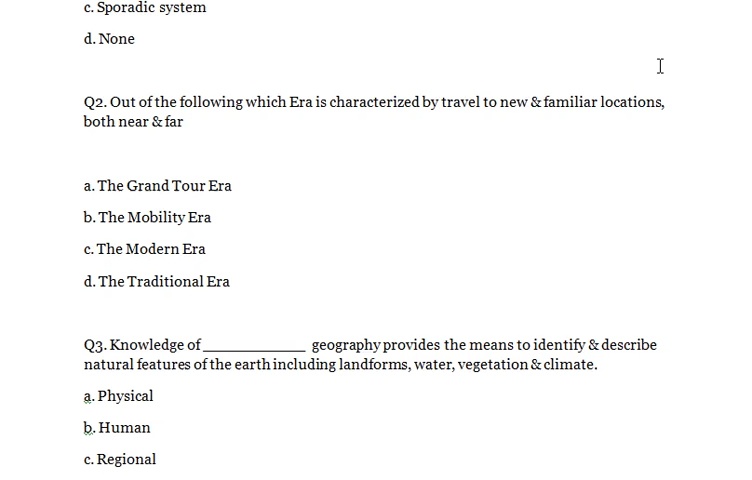 c. Sporadic system
d. None
Q2. Out of the following which Era is characterized by travel to new & familiar locations,
both near & far
a. The Grand Tour Era
b. The Mobility Era
c. The Modern Era
d. The Traditional Era
Q3. Knowledge of _____________ geography provides the means to identify & describe
natural features of the earth including landforms, water, vegetation & climate.
a. Physical
b. Human
c. Regional